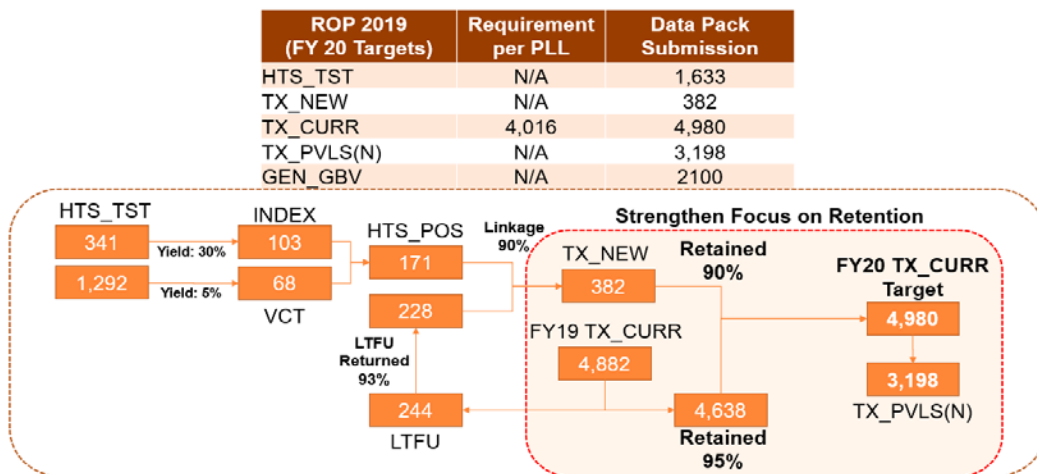 ROP 2019 (FY 20 Targets) Requirement per PLL Data Pack Submission
HTS_TST N/A 1,633
TX_NEW N/A 382
TX_CURR 4,016 4,980
TX_PVLS(N) N/A 3,198
GEN_GBV N/A 2100
HTS_TST
341
1,292
Yield: 30%
Yield: 5%
INDEX
103
68
VCT
HTS_POS
171
228
LTFU
Returned
93%
244
LTFU
Linkage
90%
Strengthen Focus on Retention
TX_NEW
382
Retained
90%
FY19 TX_CURR
4,882
4,638
Retained
95%
FY20 TX_CURR
Target
4,980
3,198
TX_PVLS(N)